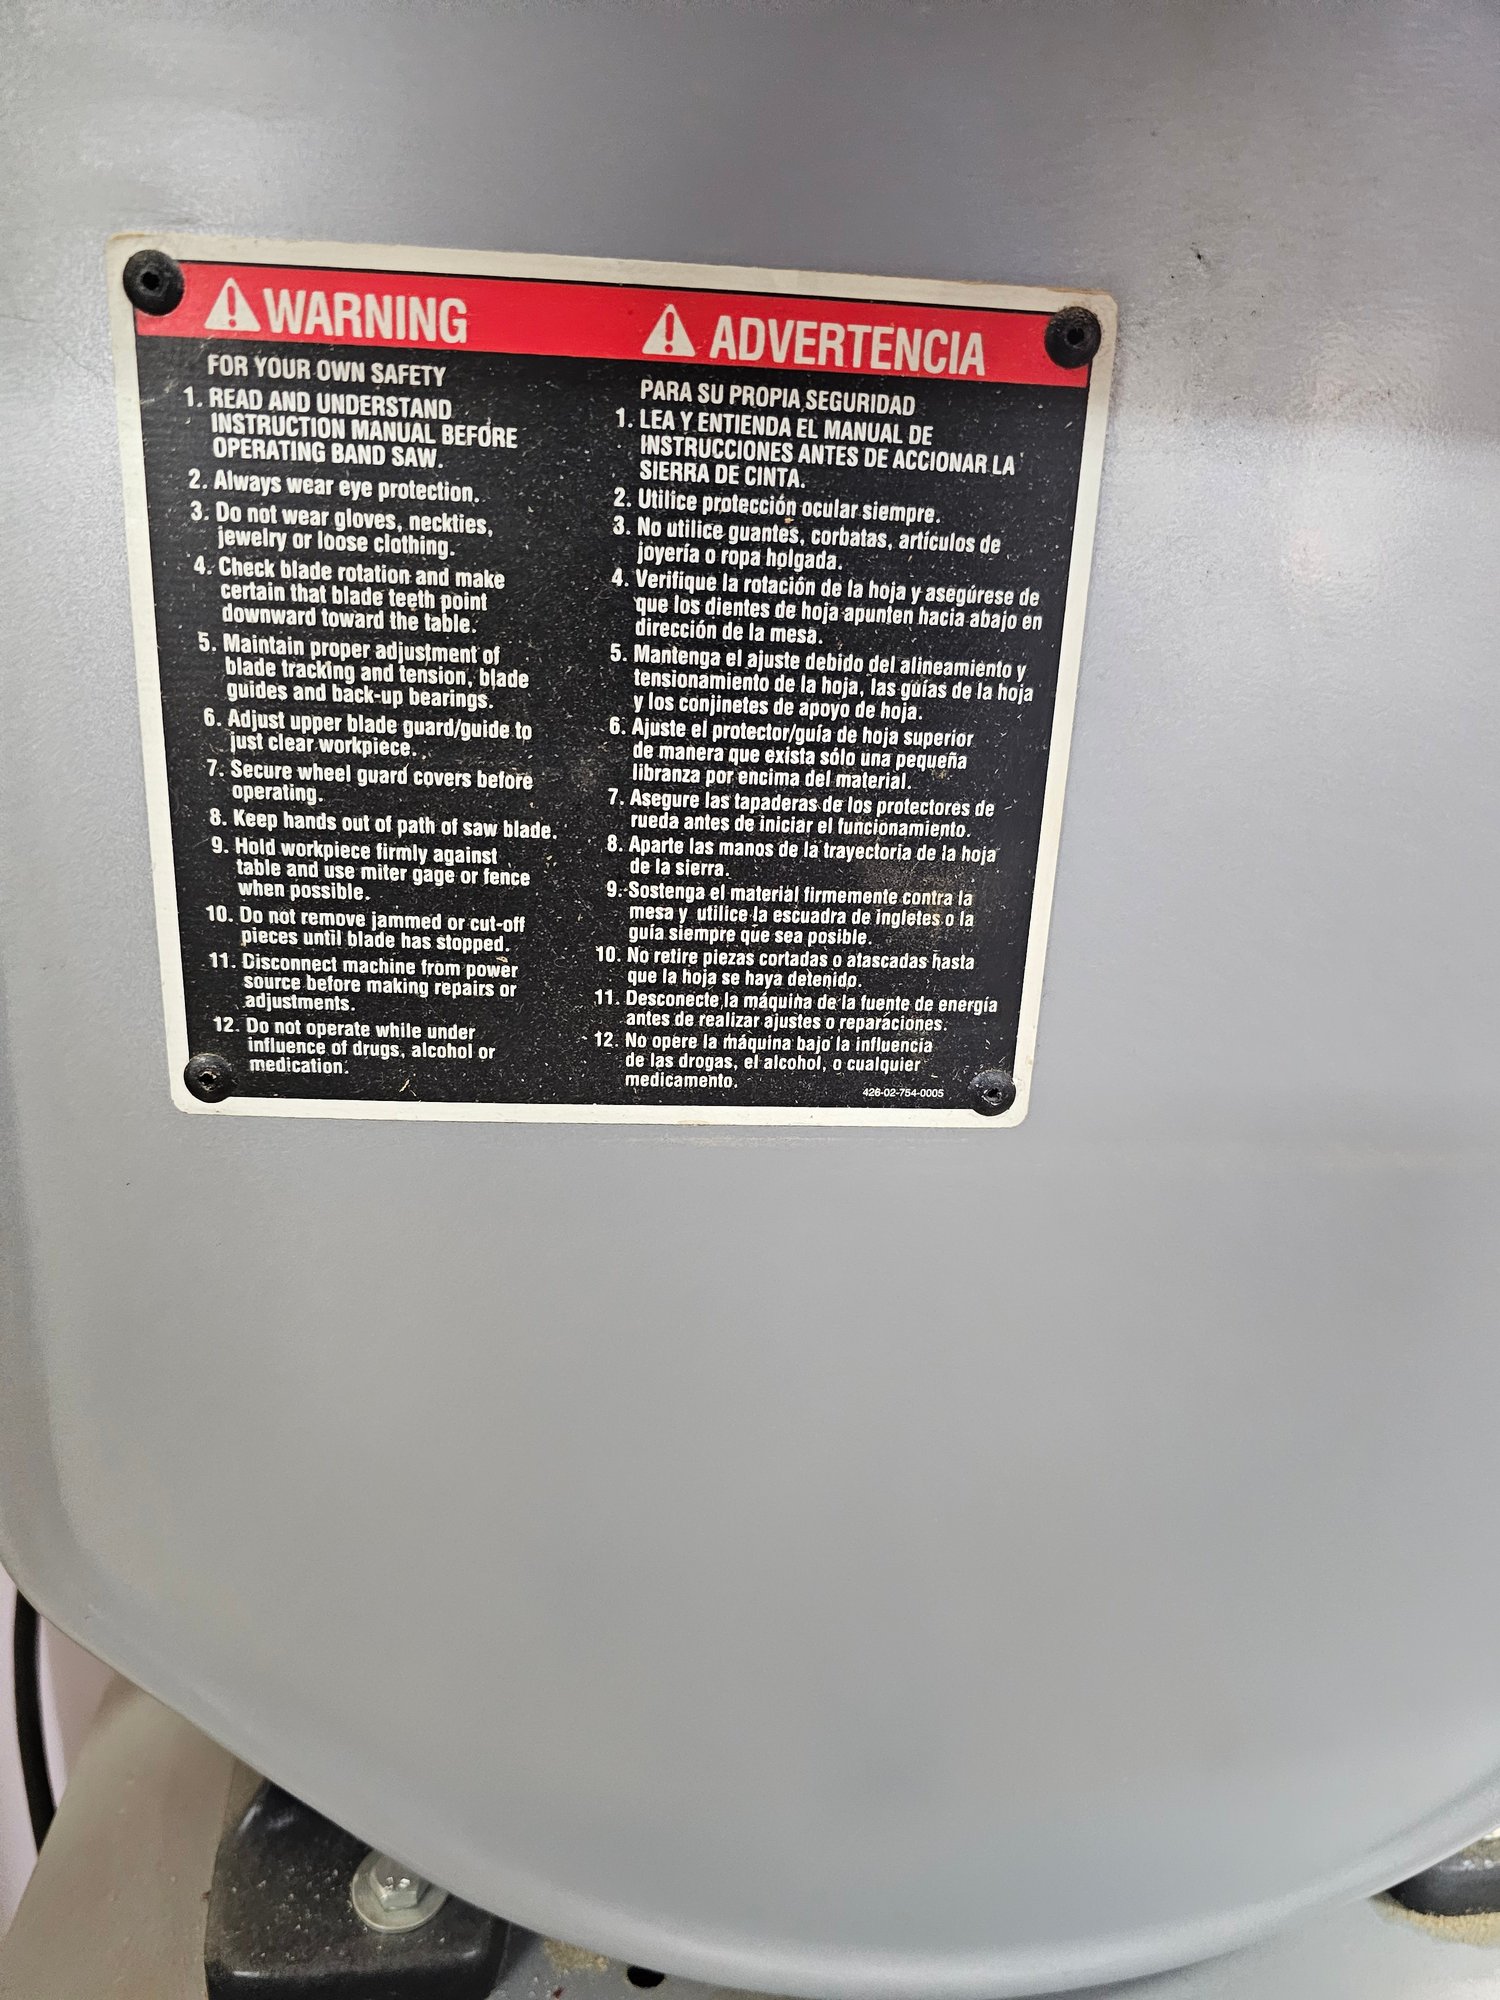 WARNING
FOR YOUR OWN SAFETY
1. READ AND UNDERSTAND
INSTRUCTION MANUAL BEFORE
OPERATING BAND SAW.
2. Always wear eye protection.
3. Do not wear gloves, neckties,
jewelry or loose clothing.
4. Check blade rotation and make
certain that blade teeth point
downward toward the table.
5. Maintain proper adjustment of
blade tracking and tension, blade
guides and back-up bearings.
6. Adjust upper blade guard/guide to
just clear workpiece.
7. Secure wheel guard covers before
operating.
8. Keep hands out of path of saw blade.
9. Hold workpiece firmly against
table and use miter gage or fence
when possible.
10. Do not remove jammed or cut-off
pieces until blade has stopped.
11. Disconnect machine from power
source before making repairs or
adjustments.
12. Do not operate while under
influence of drugs, alcohol or
medication.
ADVERTENCIA
PARA SU PROPIA SEGURIDAD
1. LEA Y ENTIENDA EL MANUAL DE
INSTRUCCIONES ANTES DE ACCIONAR LA
SIERRA DE CINTA.
2. Utilice protección ocular siempre.
3. No utilice guantes, corbatas, artículos de
joyería o ropa holgada.
4. Verifique la rotación de la hoja y asegúrese de
que los dientes de hoja apunten hacia abajo en
dirección de la mesa.
5. Mantenga el ajuste debido del alineamiento y
tensionamiento de la hoja, las guías de la hoja
y los conjinetes de apoyo de hoja.
6. Ajuste el protector/guía de hoja superior
de manera que exista sólo una pequeña
libranza por encima del material.
7. Asegure las tapaderas de los protectores de
rueda antes de iniciar el funcionamiento.
8. Aparte las manos de la trayectoria de la hoja
de la sierra.
9. Sostenga el material firmemente contra la
mesa y utilice la escuadra de ingletes o la
guía siempre que sea posible.
10. No retire piezas cortadas o atascadas hasta
que la hoja se haya detenido.
11. Desconecte la máquina de la fuente de energía
antes de realizar ajustes o reparaciones.
12. No opere la máquina bajo la influencia
de las drogas, el alcohol, o cualquier
medicamento.
426-02-754-0005